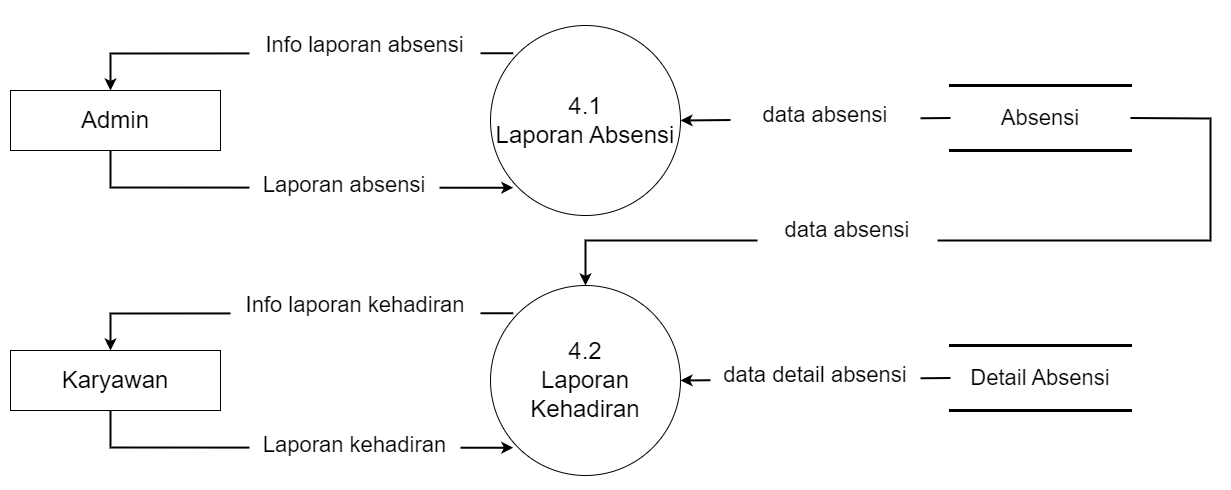 Info laporan absensi
Admin
4.1
Laporan Absensi
data absensi
Absensi
Laporan absensi
data absensi
Info laporan kehadiran
Karyawan
4.2
Laporan
Kehadiran
data detail absensi
Detail Absensi
Laporan kehadiran